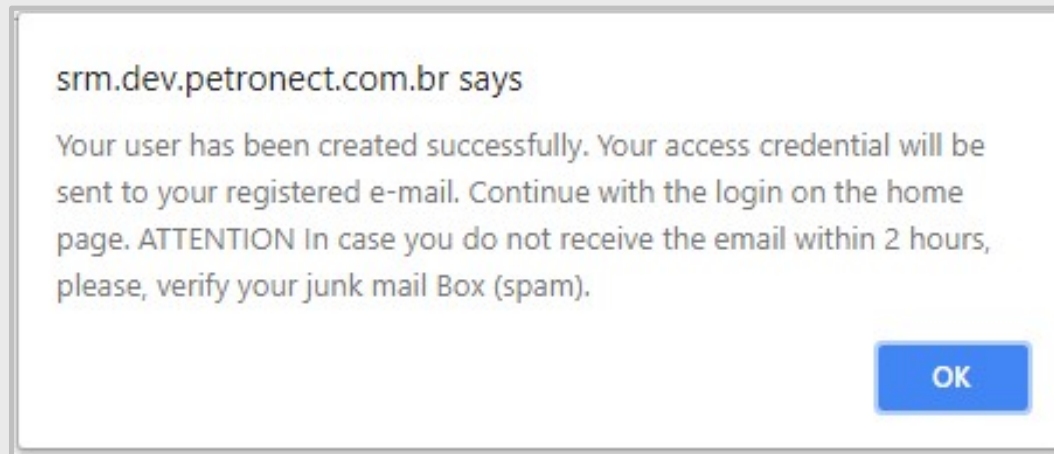 srm.dev.petronect.com.br says
Your user has been created successfully. Your access credential will be
sent to your registered e-mail. Continue with the login on the home
page. ATTENTION In case you do not receive the email within 2 hours,
please, verify your junk mail Box (spam).
OK